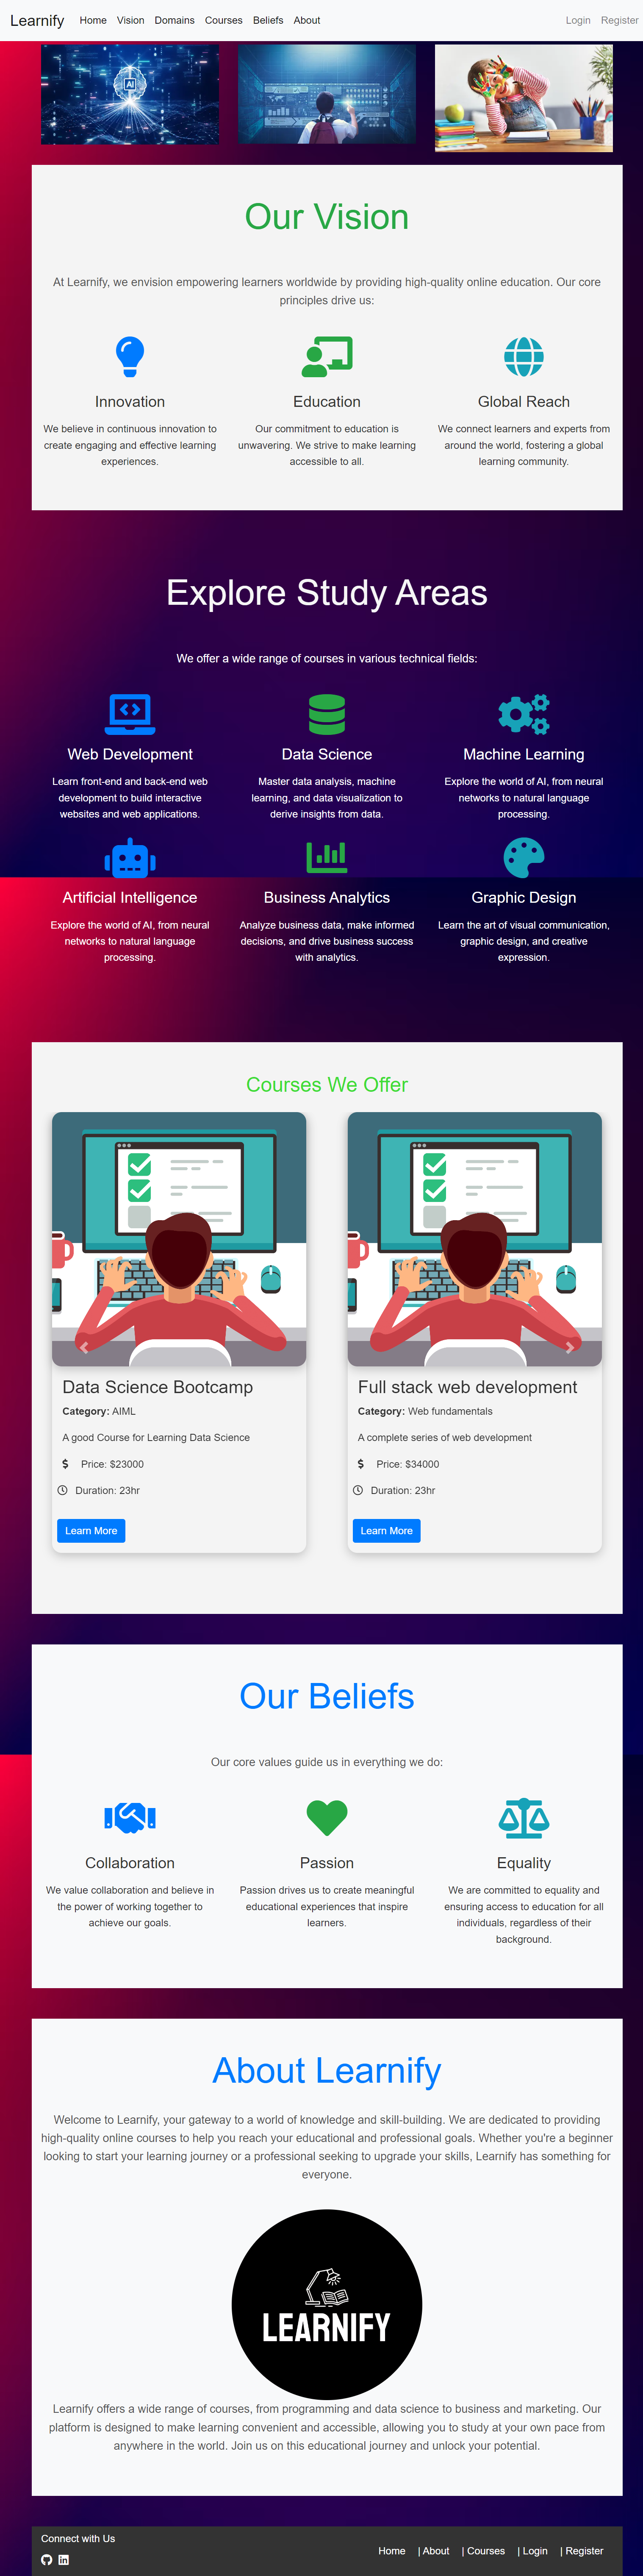 Learnify Home Vision Domains Courses Beliefs About Login Register
AI
Our Vision
At Learnify, we envision empowering learners worldwide by providing high-quality online education. Our core
principles drive us:
Innovation
We believe in continuous innovation to
create engaging and effective learning
experiences.
Education
Our commitment to education is
unwavering. We strive to make learning
accessible to all.
Global Reach
We connect learners and experts from
around the world, fostering a global
learning community.
Explore Study Areas
We offer a wide range of courses in various technical fields:
Web Development
Learn front-end and back-end web
development to build interactive
websites and web applications.
Data Science
Master data analysis, machine
learning, and data visualization to
derive insights from data.
Machine Learning
Explore the world of AI, from neural
networks to natural language
processing.
Artificial Intelligence
Explore the world of AI, from neural
networks to natural language
processing.
Business Analytics
Analyze business data, make informed
decisions, and drive business success
with analytics.
Graphic Design
Learn the art of visual communication,
graphic design, and creative
expression.
Courses We Offer
Data Science Bootcamp
Category: AIML
A good Course for Learning Data Science
$ Price: $23000
Duration: 23hr
Learn More
Full stack web development
Category: Web fundamentals
A complete series of web development
$ Price: $34000
Duration: 23hr
Learn More
Our Beliefs
Our core values guide us in everything we do:
Collaboration
We value collaboration and believe in
the power of working together to
achieve our goals.
Passion
Passion drives us to create meaningful
educational experiences that inspire
learners.
Equality
We are committed to equality and
ensuring access to education for all
individuals, regardless of their
background.
About Learnify
Welcome to Learnify, your gateway to a world of knowledge and skill-building. We are dedicated to providing
high-quality online courses to help you reach your educational and professional goals. Whether you're a beginner
looking to start your learning journey or a professional seeking to upgrade your skills, Learnify has something for
everyone.
LEARNIFY
Learnify offers a wide range of courses, from programming and data science to business and marketing. Our
platform is designed to make learning convenient and accessible, allowing you to study at your own pace from
anywhere in the world. Join us on this educational journey and unlock your potential.
Connect with Us
in
Home | About | Courses | Login | Register